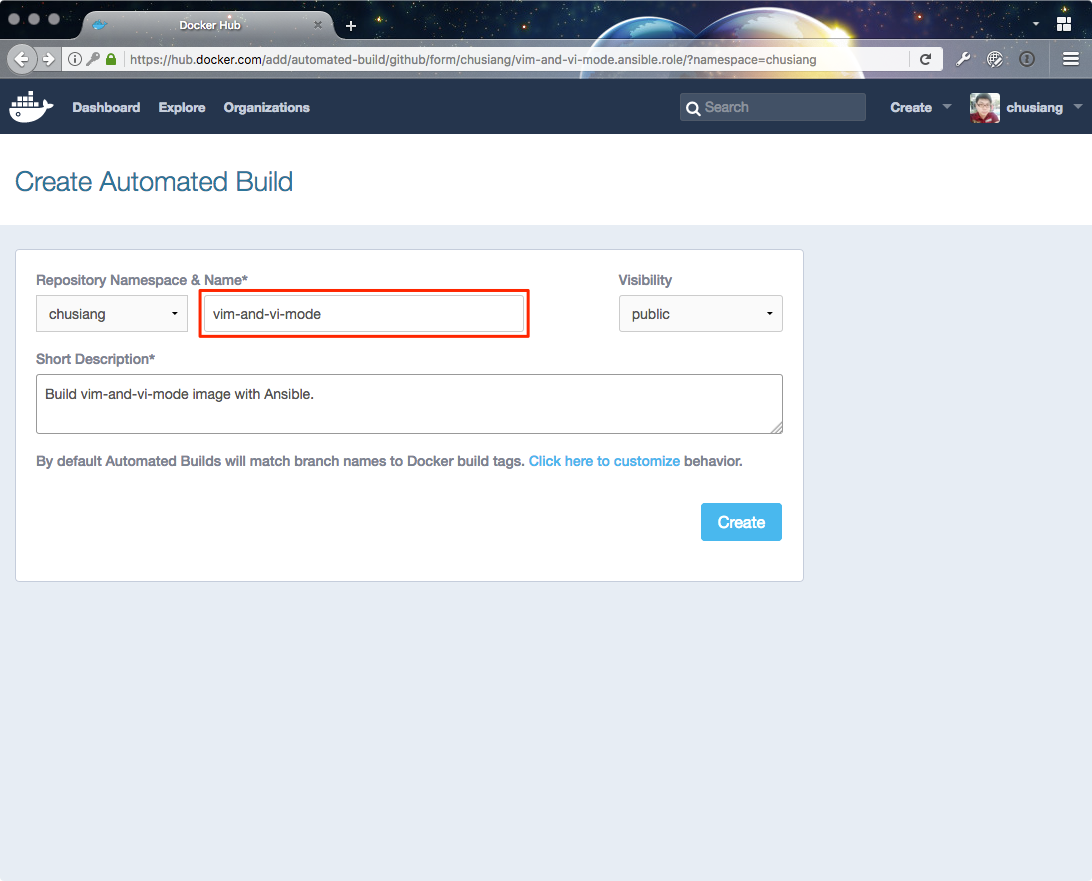 Docker Hub
https://hub.docker.com/add/automated-build/github/form/chusiang/vim-and-vi-mode.ansible.role/?namespace=chusiang
Dashboard Explore Organizations Search Create chusiang
Create Automated Build
Repository Namespace & Name* Visibility
chusiang vim-and-vi-mode public
Short Description*
Build vim-and-vi-mode image with Ansible.
By default Automated Builds will match branch names to Docker build tags. Click here to customize behavior.
Create